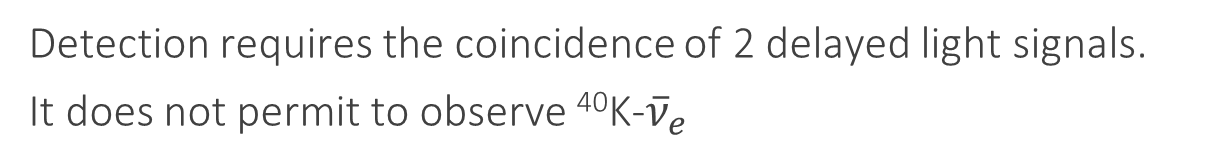 Detection requires the coincidence of 2 delayed light signals.
It does not permit to observe ⁴⁰K-ν̅ₑ